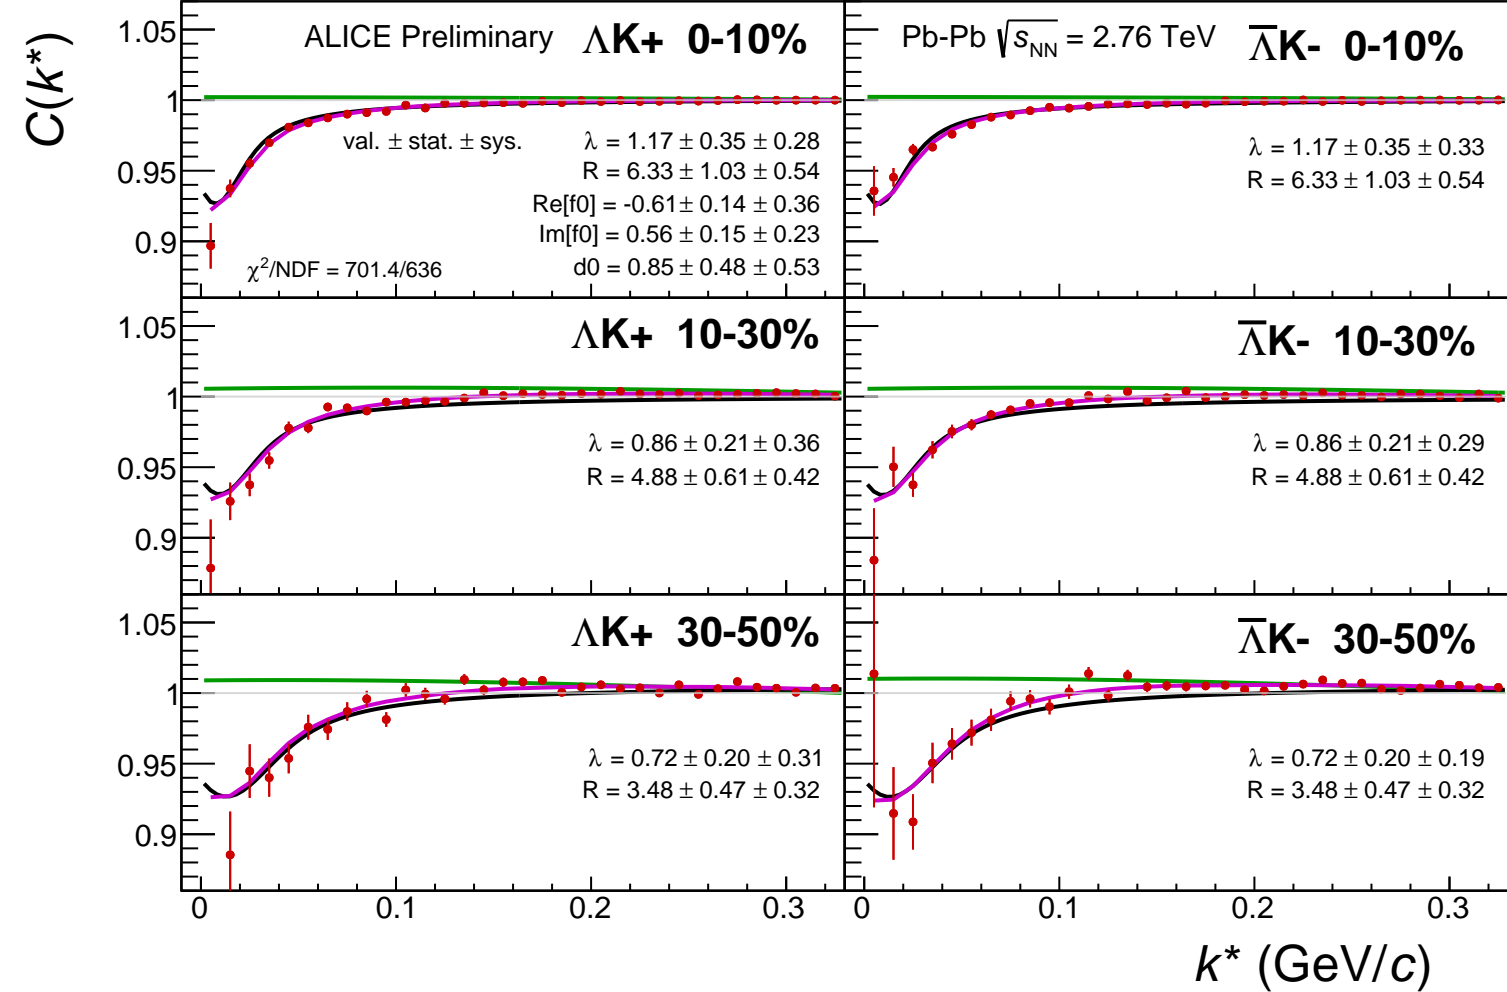 C(k*)
ALICE Preliminary ΛK+ 0-10%
1.05
1
0.95
0.9
val. ± stat. ± sys.
λ = 1.17 ± 0.35 ± 0.28
R = 6.33 ± 1.03 ± 0.54
Re[f0] = -0.61 ± 0.14 ± 0.36
Im[f0] = 0.56 ± 0.15 ± 0.23
d0 = 0.85 ± 0.48 ± 0.53
χ²/NDF = 701.4/636
Pb-Pb √sNN = 2.76 TeV Λ̅K- 0-10%
λ = 1.17 ± 0.35 ± 0.33
R = 6.33 ± 1.03 ± 0.54
ΛK+ 10-30%
1.05
1
0.95
0.9
λ = 0.86 ± 0.21 ± 0.36
R = 4.88 ± 0.61 ± 0.42
Λ̅K- 10-30%
λ = 0.86 ± 0.21 ± 0.29
R = 4.88 ± 0.61 ± 0.42
ΛK+ 30-50%
1.05
1
0.95
0.9
λ = 0.72 ± 0.20 ± 0.31
R = 3.48 ± 0.47 ± 0.32
Λ̅K- 30-50%
λ = 0.72 ± 0.20 ± 0.19
R = 3.48 ± 0.47 ± 0.32
0 0.1 0.2 0.3
0 0.1 0.2 0.3
k* (GeV/c)